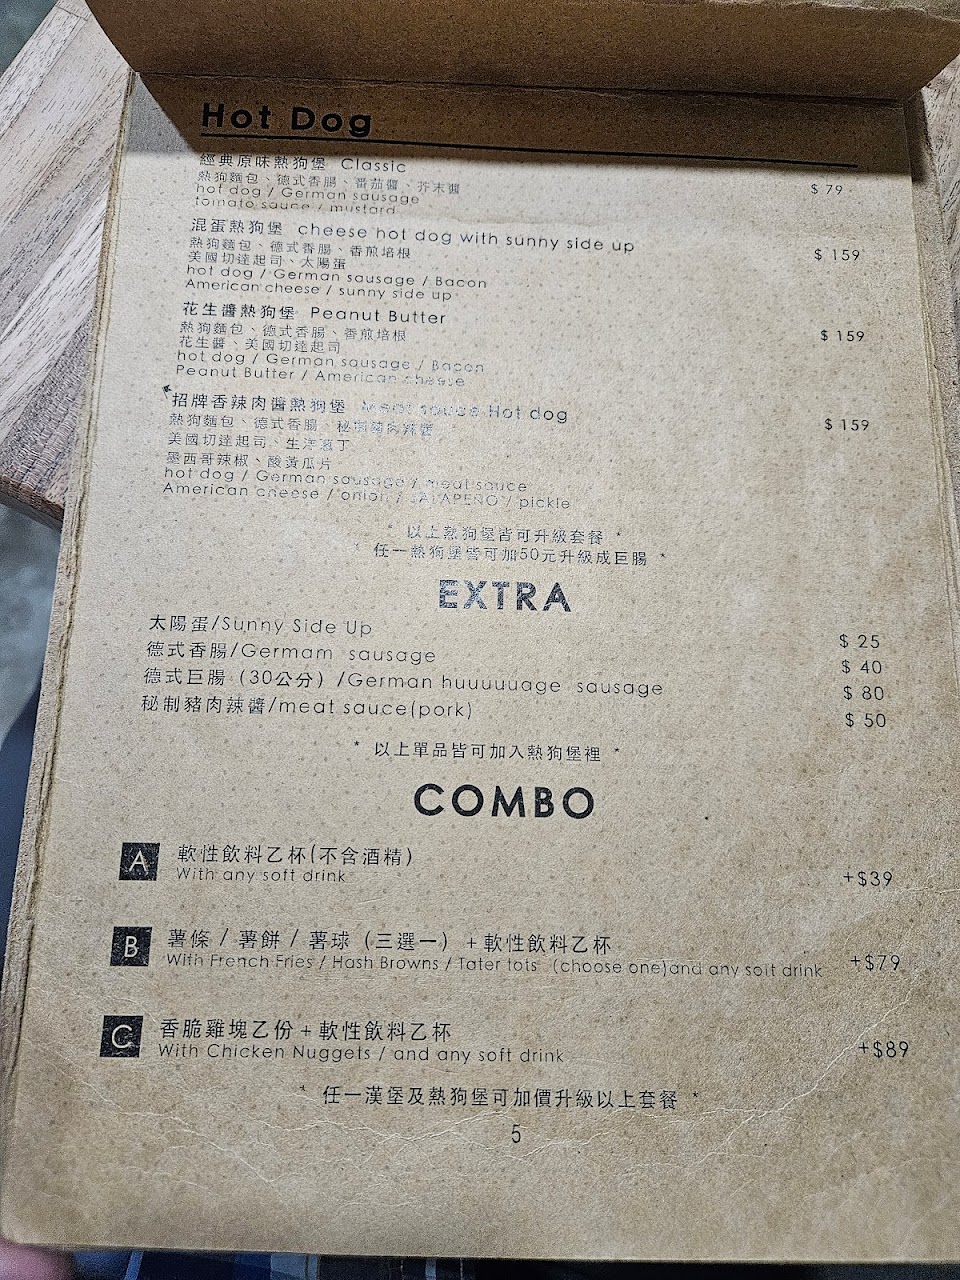 Hot Dog
經典原味熱狗堡 Classic
熱狗麵包、德式香腸、番茄醬、芥末醬
$ 79
hot dog / German sausage
tomato sauce / mustard
混蛋熱狗堡 cheese hot dog with sunny side up
熱狗麵包、德式香腸、香煎培根
$ 159
美國切達起司、太陽蛋
hot dog / German sausage / Bacon
American cheese / sunny side up
花生醬熱狗堡 Peanut Butter
熱狗麵包、德式香腸、香煎培根
$ 159
花生醬、美國切達起司
hot dog / German sausage / Bacon
Peanut Butter / American cheese
招牌香辣肉醬熱狗堡 Meat sauce Hot dog
熱狗麵包、德式香腸、秘制豬肉辣醬
$ 159
美國切達起司、生洋蔥丁
墨西哥辣椒、酸黃瓜片
hot dog / German sausage / meat sauce
American cheese / onion / JALAPENO / pickle
* 以上熱狗堡皆可升級套餐 *
* 任一熱狗堡皆可加50元升級成巨腸 *
EXTRA
太陽蛋/Sunny Side Up $ 25
德式香腸/Germam sausage $ 40
德式巨腸（30公分）/German huuuuuage sausage $ 80
秘制豬肉辣醬/meat sauce(pork) $ 50
* 以上單品皆可加入熱狗堡裡 *
COMBO
A 軟性飲料乙杯(不含酒精)
With any soft drink +$39
B 薯條 / 薯餅 / 薯球（三選一）+ 軟性飲料乙杯
With French Fries / Hash Browns / Tater tots (choose one)and any soft drink +$79
C 香脆雞塊乙份 + 軟性飲料乙杯
With Chicken Nuggets / and any soft drink +$89
* 任一漢堡及熱狗堡可加價升級以上套餐 *
5